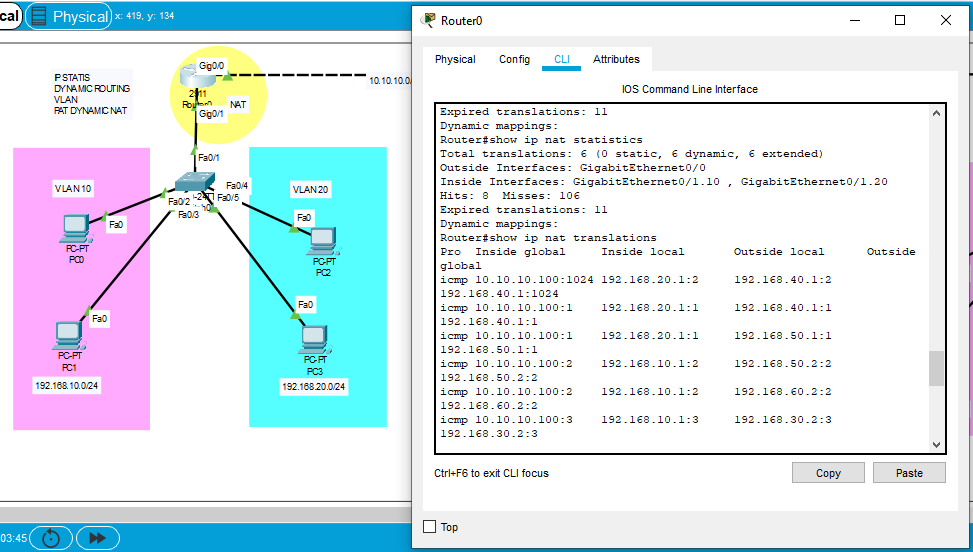 cal
Physical
x: 419, y: 134
IP STATIS
DYNAMIC ROUTING
VLAN
PAT DYNAMIC NAT
Gig0/0
2911
Router0
NAT
Gig0/1
10.10.10.0/
Fa0/1
VLAN 10
Fa0/4
Fa0/2
Fa0/5
Fa0/3
VLAN 20
Fa0
PC-PT
PC0
Fa0
PC-PT
PC2
Fa0
PC-PT
PC1
192.168.10.0/24
Fa0
PC-PT
PC3
192.168.20.0/24
03:45
Router0
Physical Config CLI Attributes
IOS Command Line Interface
Expired translations: 11
Dynamic mappings:
Router#show ip nat statistics
Total translations: 6 (0 static, 6 dynamic, 6 extended)
Outside Interfaces: GigabitEthernet0/0
Inside Interfaces: GigabitEthernet0/1.10 , GigabitEthernet0/1.20
Hits: 8 Misses: 106
Expired translations: 11
Dynamic mappings:
Router#show ip nat translations
Pro Inside global Inside local Outside local Outside
global
icmp 10.10.10.100:1024 192.168.20.1:2 192.168.40.1:2
192.168.40.1:1024
icmp 10.10.10.100:1 192.168.20.1:1 192.168.40.1:1
192.168.40.1:1
icmp 10.10.10.100:1 192.168.20.1:1 192.168.50.1:1
192.168.50.1:1
icmp 10.10.10.100:2 192.168.10.1:2 192.168.50.2:2
192.168.50.2:2
icmp 10.10.10.100:2 192.168.10.1:2 192.168.60.2:2
192.168.60.2:2
icmp 10.10.10.100:3 192.168.10.1:3 192.168.30.2:3
192.168.30.2:3
Ctrl+F6 to exit CLI focus
Copy
Paste
Top